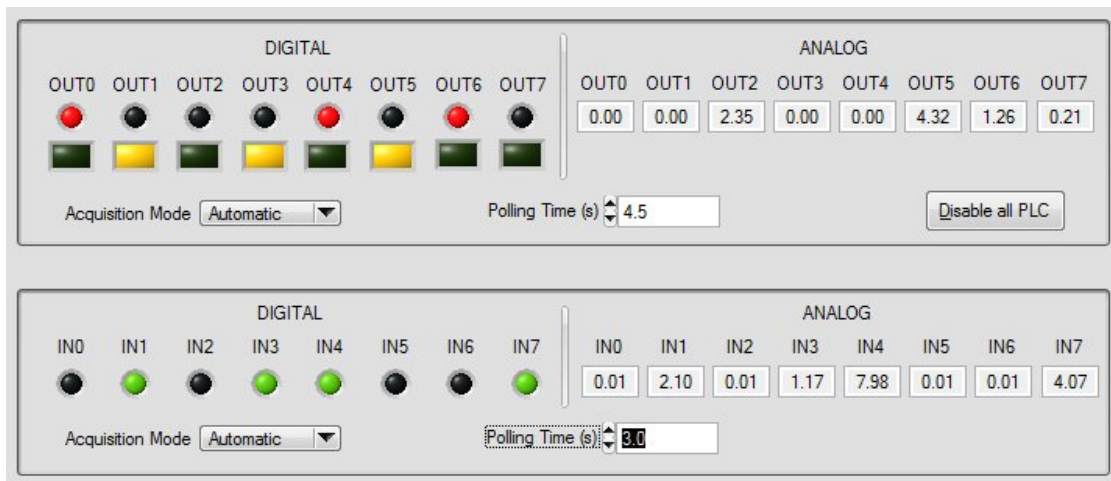 DIGITAL
OUT0 OUT1 OUT2 OUT3 OUT4 OUT5 OUT6 OUT7
Acquisition Mode Automatic
Polling Time (s) 4.5
ANALOG
OUT0 OUT1 OUT2 OUT3 OUT4 OUT5 OUT6 OUT7
0.00 0.00 2.35 0.00 0.00 4.32 1.26 0.21
Disable all PLC
DIGITAL
IN0 IN1 IN2 IN3 IN4 IN5 IN6 IN7
Acquisition Mode Automatic
Polling Time (s) 3.0
ANALOG
IN0 IN1 IN2 IN3 IN4 IN5 IN6 IN7
0.01 2.10 0.01 1.17 7.98 0.01 0.01 4.07